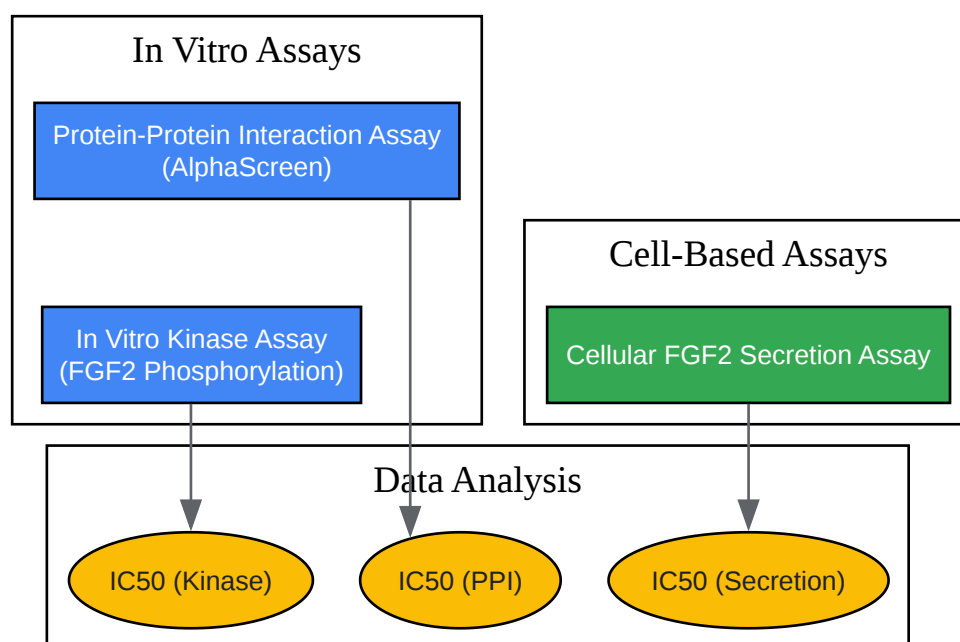 In Vitro Assays
Protein-Protein Interaction Assay
(AlphaScreen)
In Vitro Kinase Assay
(FGF2 Phosphorylation)
Cell-Based Assays
Cellular FGF2 Secretion Assay
Data Analysis
IC50 (Kinase)
IC50 (PPI)
IC50 (Secretion)